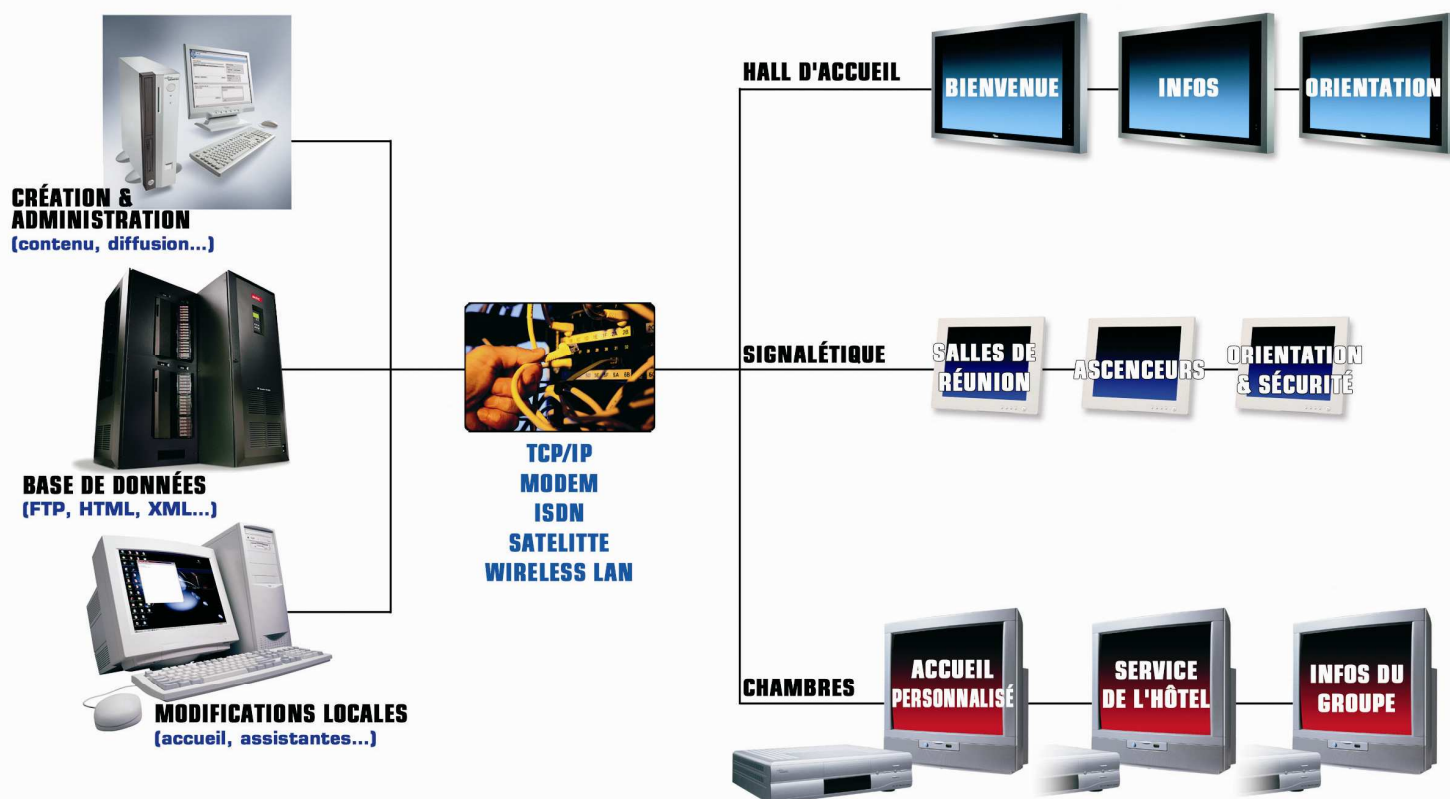 CRÉATION &
ADMINISTRATION
(contenu, diffusion...)
BASE DE DONNÉES
(FTP, HTML, XML...)
MODIFICATIONS LOCALES
(accueil, assistantes...)
TCP/IP
MODEM
ISDN
SATELITTE
WIRELESS LAN
HALL D'ACCUEIL
BIENVENUE
INFOS
ORIENTATION
SIGNALÉTIQUE
SALLES DE
RÉUNION
ASCENCEURS
ORIENTATION
& SÉCURITÉ
CHAMBRES
ACCUEIL
PERSONNALISÉ
SERVICE
DE L'HÔTEL
INFOS DU
GROUPE